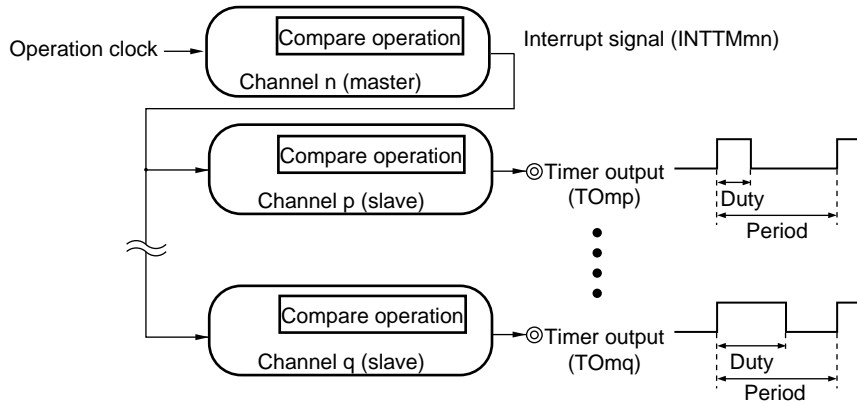 Compare operation
Operation clock
Interrupt signal (INTTMmn)
Channel n (master)
Compare operation
Timer output
(TOmp)
Channel p (slave)
Duty
Period
Compare operation
Timer output
(TOmq)
Channel q (slave)
Duty
Period